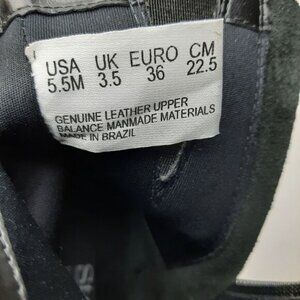 USA UK EURO CM
5.5M 3.5 36 22.5
GENUINE LEATHER UPPER
BALANCE MANMADE MATERIALS
MADE IN BRAZIL